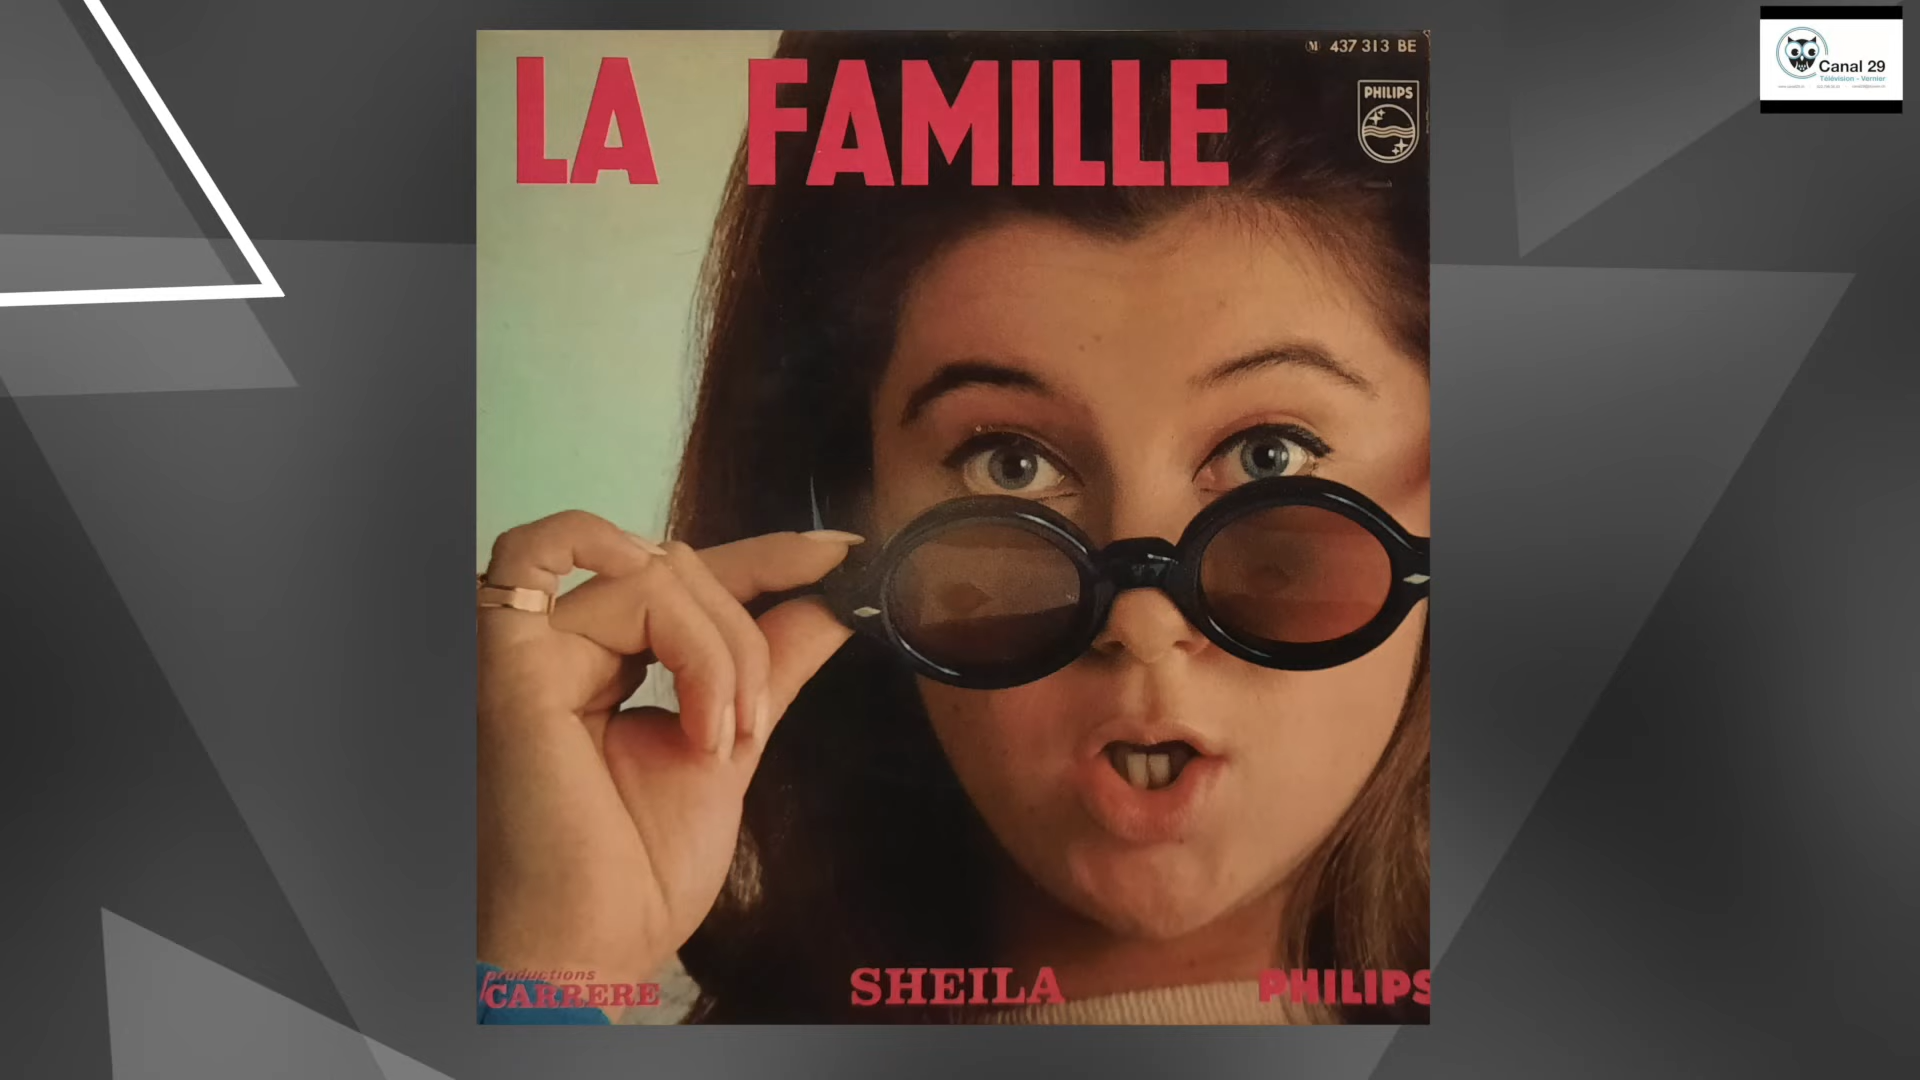 LA FAMILLE
M 437 313 BE
PHILIPS
Canal 29
Télévision - Vernier
productions
CARRERE
SHEILA
PHILIPS